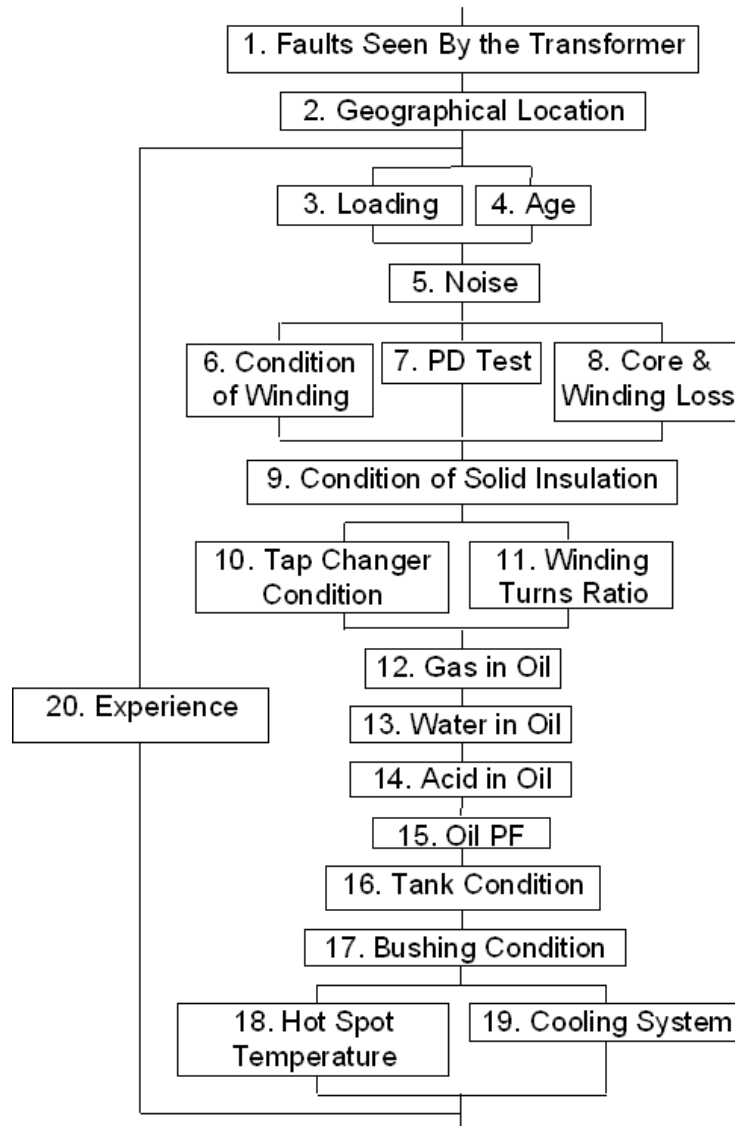 1. Faults Seen By the Transformer
2. Geographical Location
3. Loading
4. Age
5. Noise
6. Condition
of Winding
7. PD Test
8. Core &
Winding Loss
9. Condition of Solid Insulation
10. Tap Changer
Condition
11. Winding
Turns Ratio
12. Gas in Oil
20. Experience
13. Water in Oil
14. Acid in Oil
15. Oil PF
16. Tank Condition
17. Bushing Condition
18. Hot Spot
Temperature
19. Cooling System